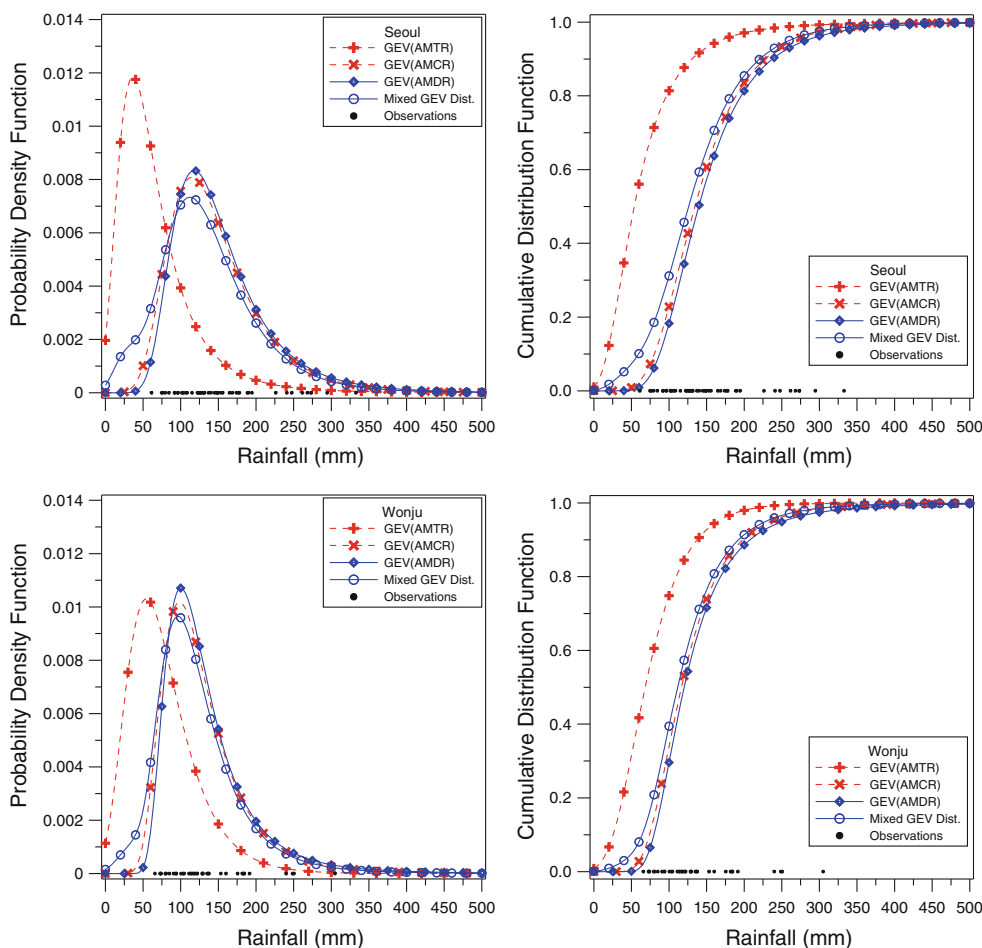 0.014
0.012
0.01
0.008
0.006
0.004
0.002
0
Probability Density Function
Seoul
GEV(AMTR)
GEV(AMCR)
GEV(AMDR)
Mixed GEV Dist.
Observations
0 50 100 150 200 250 300 350 400 450 500
Rainfall (mm)
1.0
0.8
0.6
0.4
0.2
0.0
Cumulative Distribution Function
Seoul
GEV(AMTR)
GEV(AMCR)
GEV(AMDR)
Mixed GEV Dist.
Observations
0 50 100 150 200 250 300 350 400 450 500
Rainfall (mm)
0.014
0.012
0.01
0.008
0.006
0.004
0.002
0
Probability Density Function
Wonju
GEV(AMTR)
GEV(AMCR)
GEV(AMDR)
Mixed GEV Dist.
Observations
0 50 100 150 200 250 300 350 400 450 500
Rainfall (mm)
1.0
0.8
0.6
0.4
0.2
0.0
Cumulative Distribution Function
Wonju
GEV(AMTR)
GEV(AMCR)
GEV(AMDR)
Mixed GEV Dist.
Observations
0 50 100 150 200 250 300 350 400 450 500
Rainfall (mm)